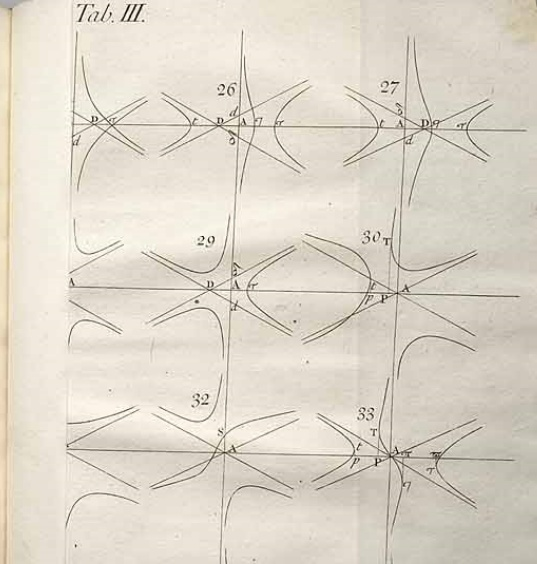 Tab. III.
26 27
d
P σ t D A q τ t A D q τ
d δ d
29 30 T
δ
A D A τ t A
d p P
32 33
S T
A t A π
p P τ
q